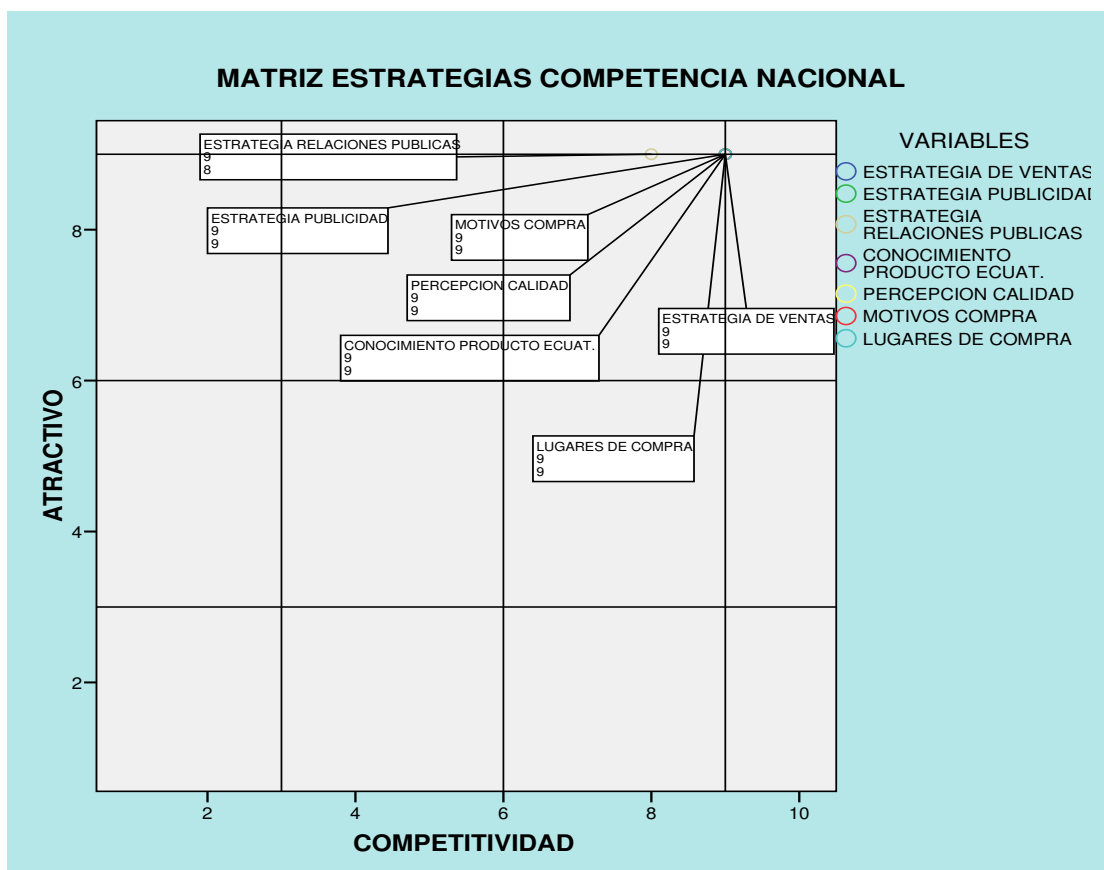 MATRIZ ESTRATEGIAS COMPETENCIA NACIONAL
ESTRATEGIA RELACIONES PUBLICAS
9
8
ESTRATEGIA PUBLICIDAD
9
9
MOTIVOS COMPRA
9
9
PERCEPCION CALIDAD
9
9
ESTRATEGIA DE VENTAS
9
9
CONOCIMIENTO PRODUCTO ECUAT.
9
9
LUGARES DE COMPRA
9
9
ATRACTIVO
8
6
4
2
2
4
6
8
10
COMPETITIVIDAD
VARIABLES
ESTRATEGIA DE VENTAS
ESTRATEGIA PUBLICIDAD
ESTRATEGIA
RELACIONES PUBLICAS
CONOCIMIENTO
PRODUCTO ECUAT.
PERCEPCION CALIDAD
MOTIVOS COMPRA
LUGARES DE COMPRA